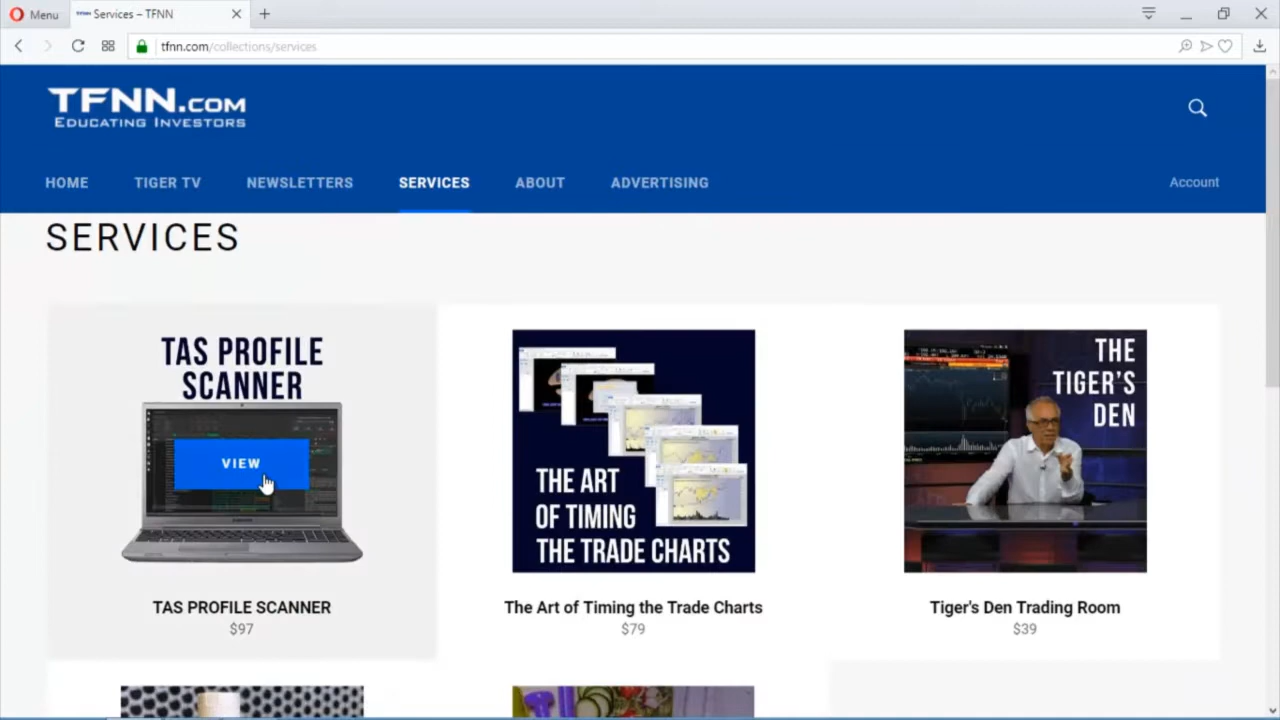 Menu
Services – TFNN
tfnn.com/collections/services
TFNN.COM
EDUCATING INVESTORS
HOME
TIGER TV
NEWSLETTERS
SERVICES
ABOUT
ADVERTISING
Account
SERVICES
TAS PROFILE
SCANNER
VIEW
TAS PROFILE SCANNER
$97
THE ART
OF TIMING
THE TRADE CHARTS
The Art of Timing the Trade Charts
$79
THE
TIGER'S
DEN
Tiger's Den Trading Room
$39